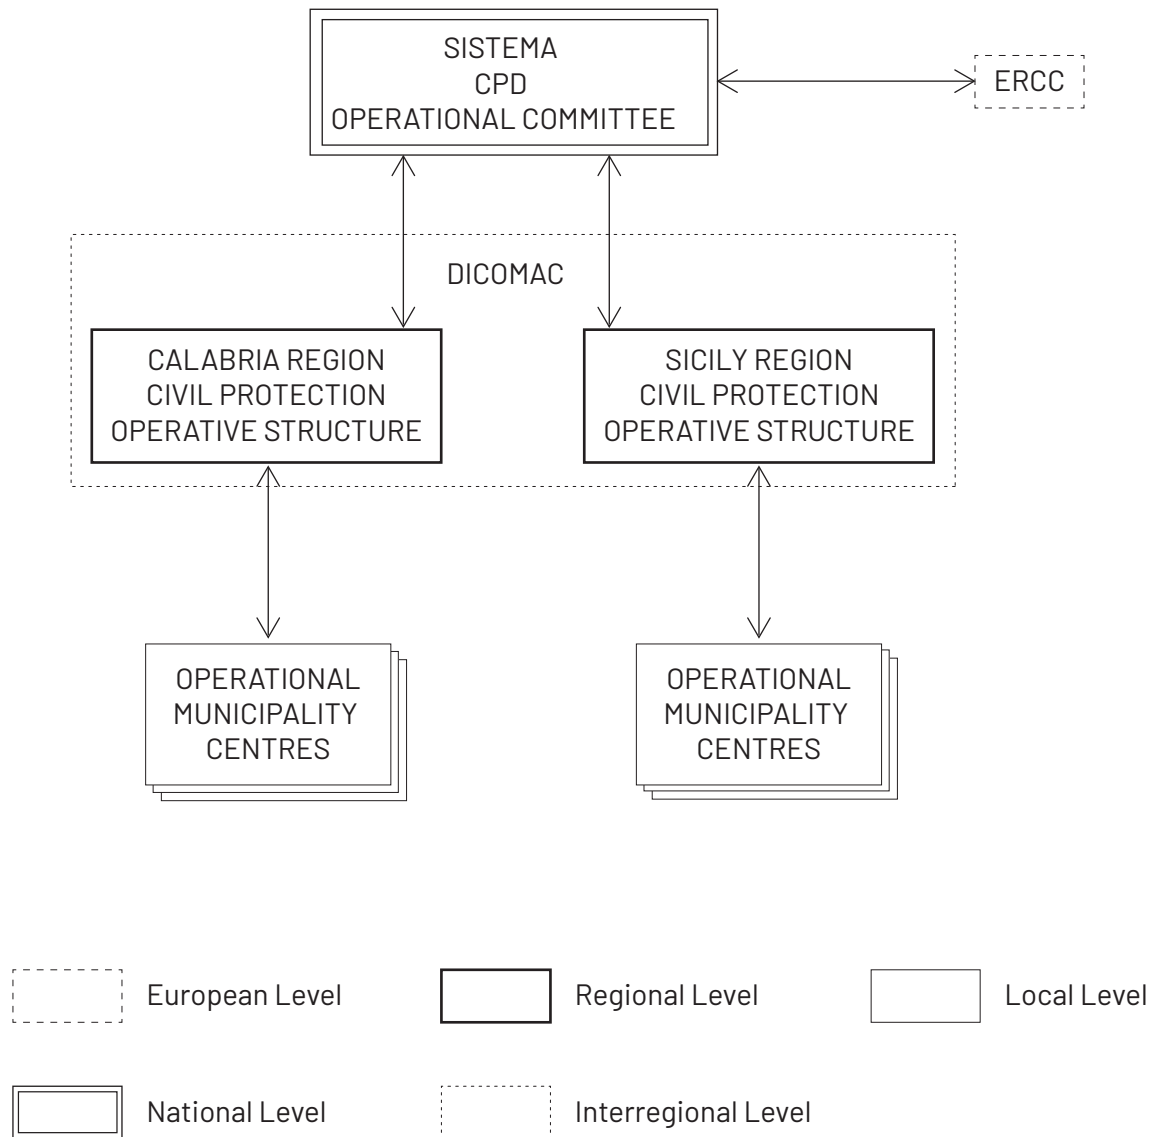 SISTEMA
CPD
OPERATIONAL COMMITTEE
ERCC
DICOMAC
CALABRIA REGION
CIVIL PROTECTION
OPERATIVE STRUCTURE
SICILY REGION
CIVIL PROTECTION
OPERATIVE STRUCTURE
OPERATIONAL
MUNICIPALITY
CENTRES
OPERATIONAL
MUNICIPALITY
CENTRES
European Level
Regional Level
Local Level
National Level
Interregional Level